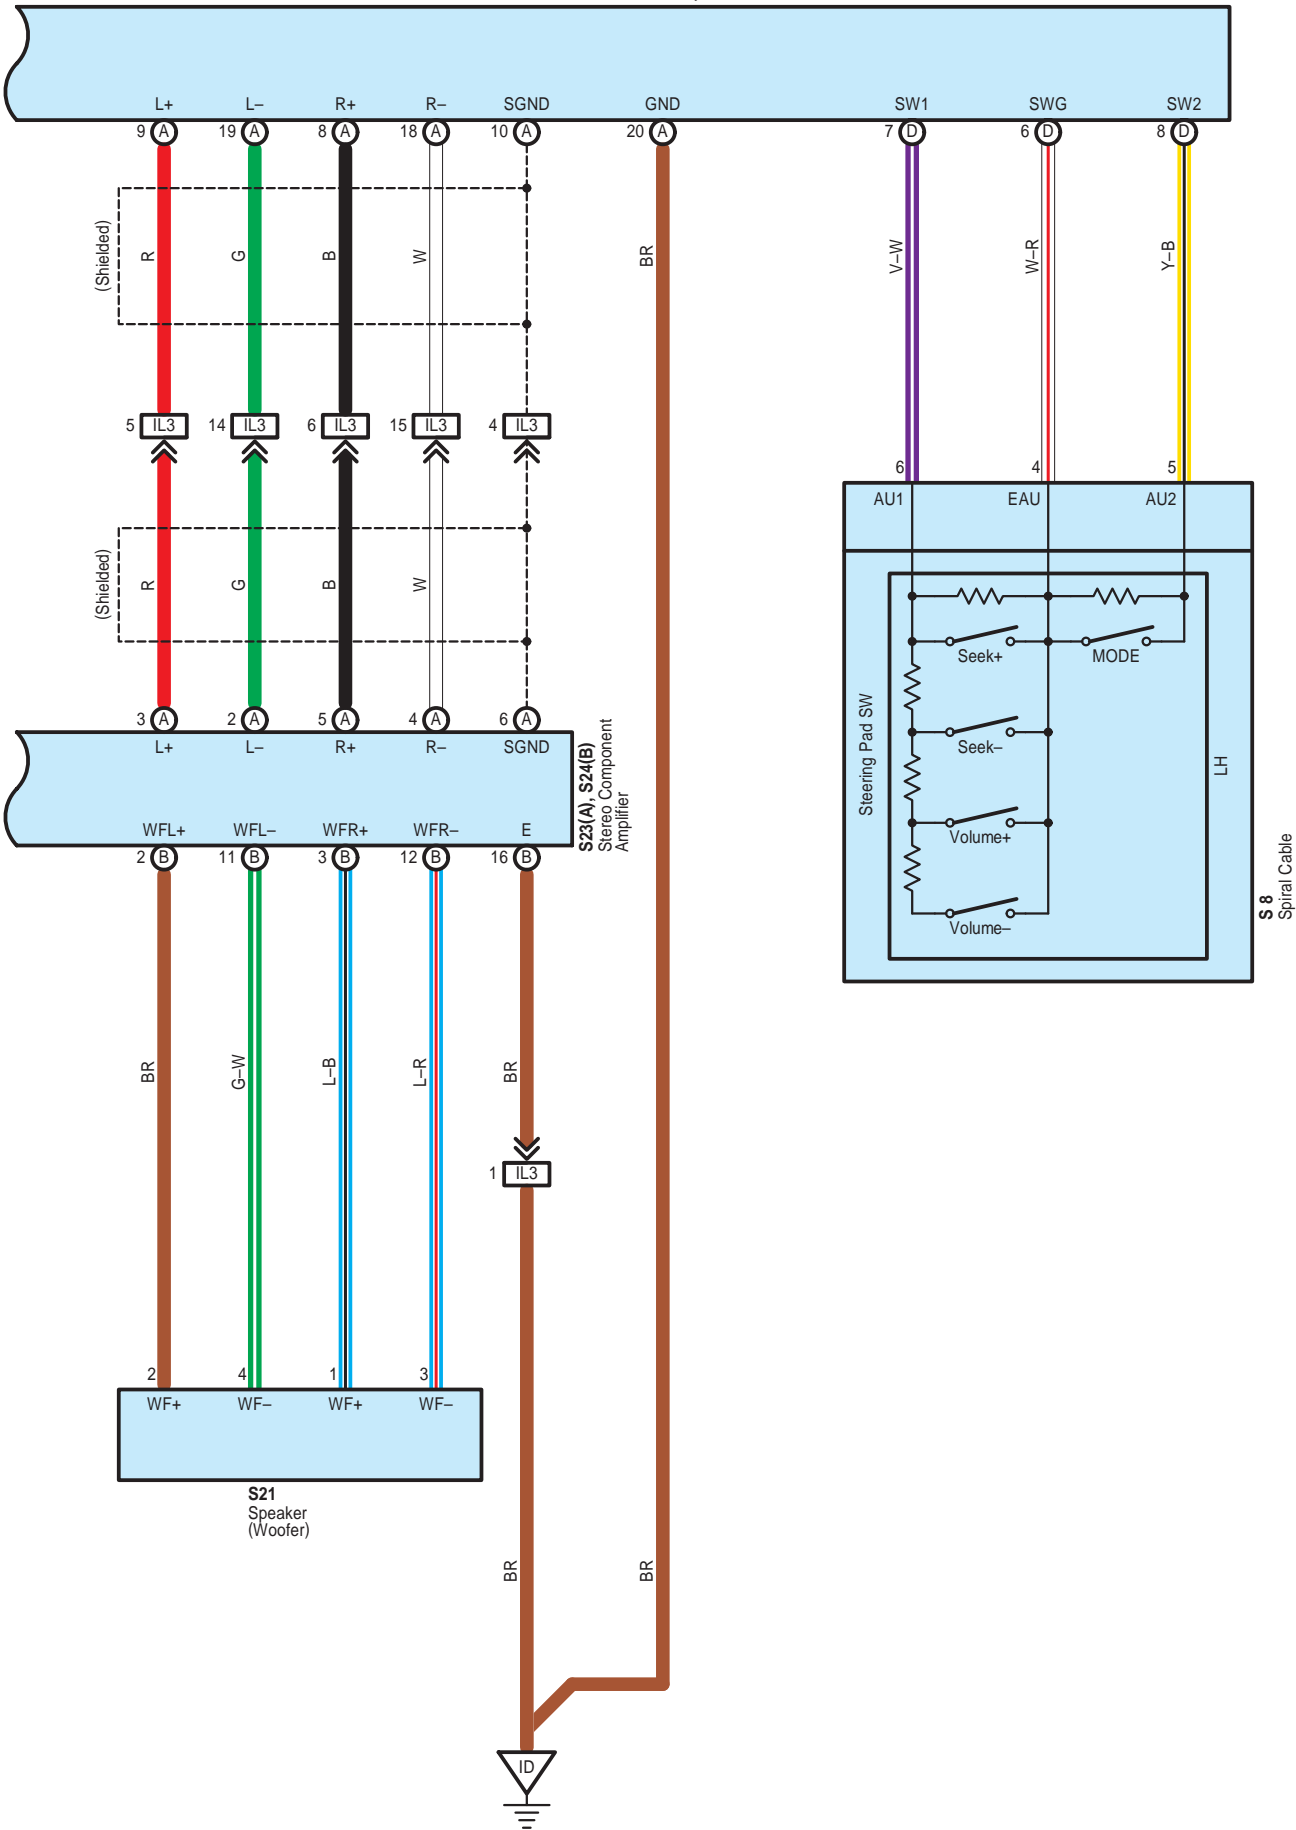 L+ L– R+ R– SGND GND SW1 SWG SW2
9 A 19 A 8 A 18 A 10 A 20 A 7 D 6 D 8 D
(Shielded) R G B W BR V–W W–R Y–B
5 IL3 14 IL3 6 IL3 15 IL3 4 IL3
6 4 5
AU1 EAU AU2
(Shielded) R G B W
Seek+ MODE
Steering Pad SW
Seek–
LH
Volume+
Volume–
S 8
Spiral Cable
3 A 2 A 5 A 4 A 6 A
L+ L– R+ R– SGND
S23(A), S24(B)
Stereo Component
Amplifier
WFL+ WFL– WFR+ WFR– E
2 B 11 B 3 B 12 B 16 B
BR G–W L–B L–R BR
1 IL3
2 4 1 3
WF+ WF– WF+ WF–
S21
Speaker
(Woofer)
BR BR
ID